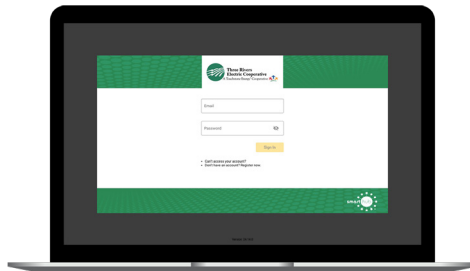 Three Rivers
Electric Cooperative
A Touchstone Energy® Cooperative
Email
Password
Sign In
Can't access your account?
Don't have an account? Register now.
smart